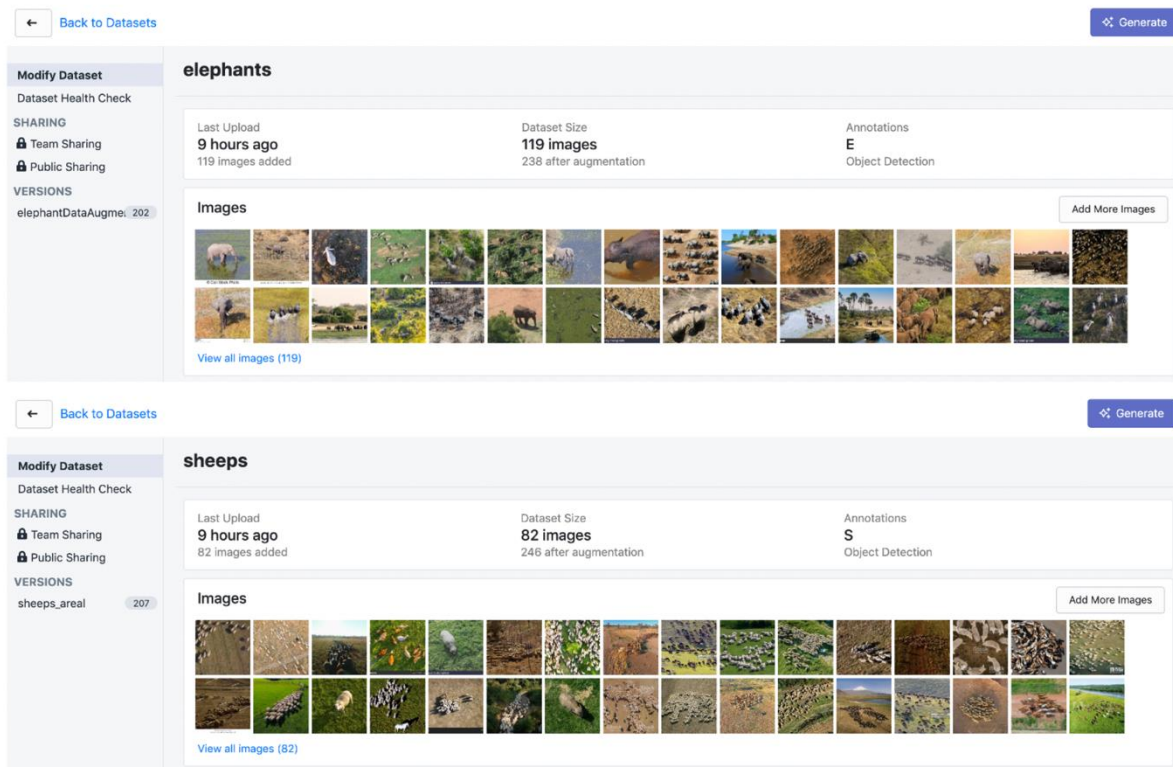 ← Back to Datasets
Generate
Modify Dataset
Dataset Health Check
SHARING
Team Sharing
Public Sharing
VERSIONS
elephantDataAugme 202
elephants
Last Upload
9 hours ago
119 images added
Dataset Size
119 images
238 after augmentation
Annotations
E
Object Detection
Images
Add More Images
View all images (119)
← Back to Datasets
Generate
Modify Dataset
Dataset Health Check
SHARING
Team Sharing
Public Sharing
VERSIONS
sheeps_areal 207
sheeps
Last Upload
9 hours ago
82 images added
Dataset Size
82 images
246 after augmentation
Annotations
S
Object Detection
Images
Add More Images
View all images (82)